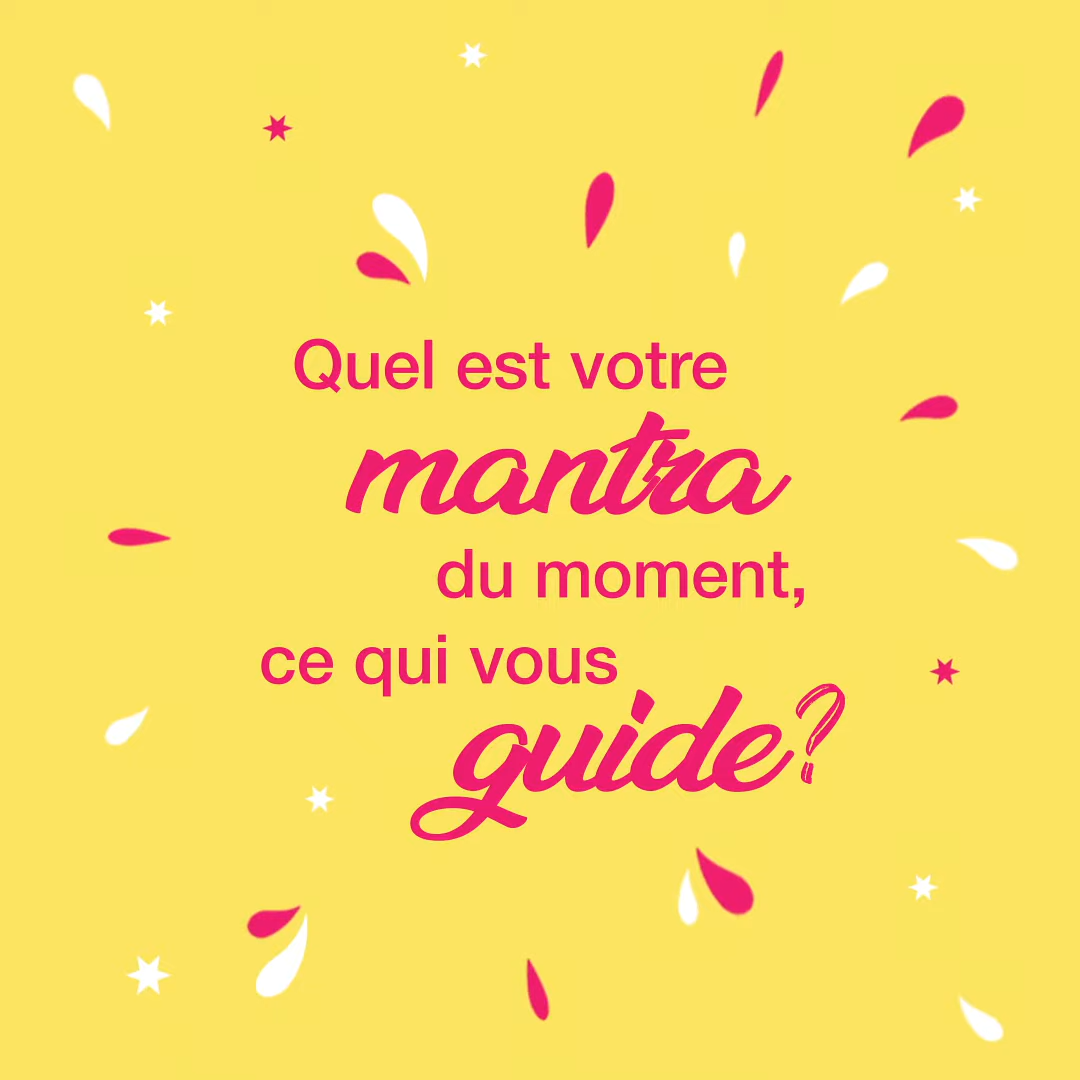 Quel est votre
mantra
du moment,
ce qui vous
guide?